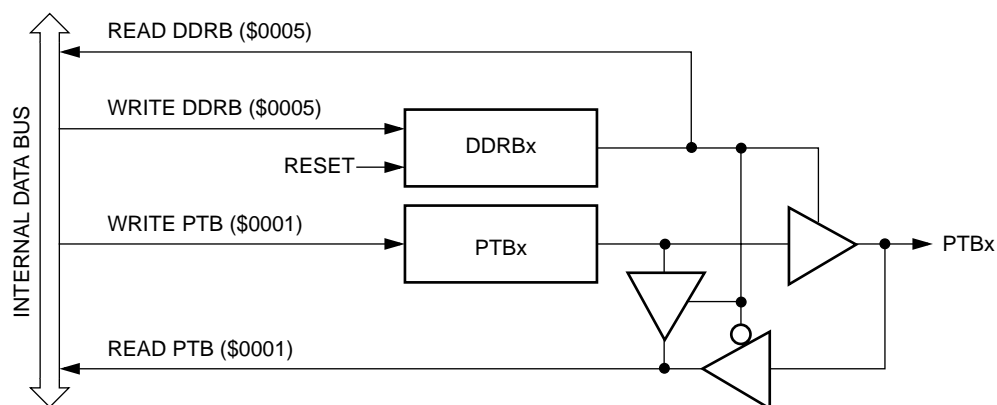 READ DDRB ($0005)
WRITE DDRB ($0005)
DDRBx
RESET
INTERNAL DATA BUS
WRITE PTB ($0001)
PTBx
PTBx
READ PTB ($0001)